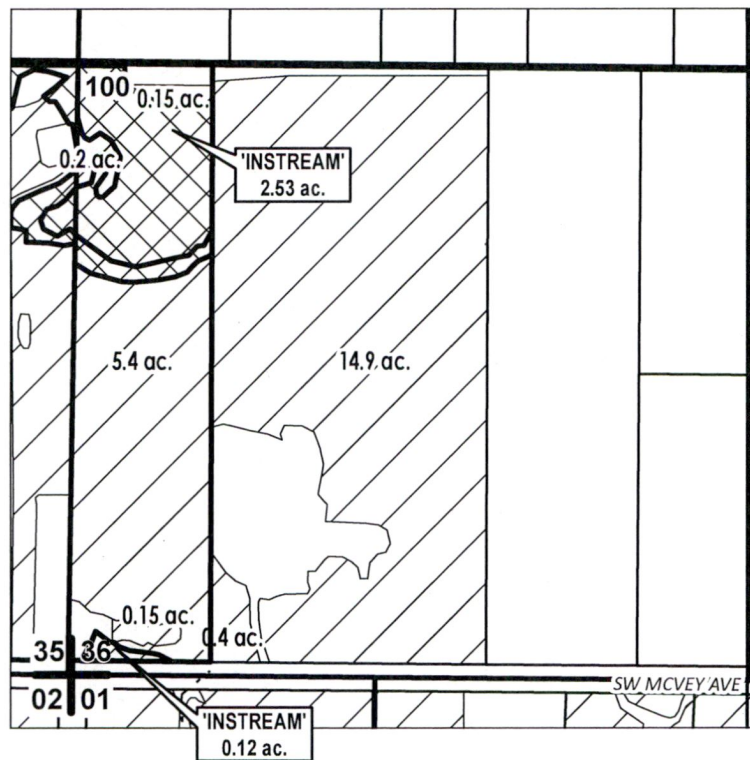 100
0.15 ac.
0.2 ac.
'INSTREAM'
2.53 ac.
5.4 ac.
14.9 ac.
0.15 ac.
0.4 ac.
35 36
02 01
SW MCVEY AVE
'INSTREAM'
0.12 ac.